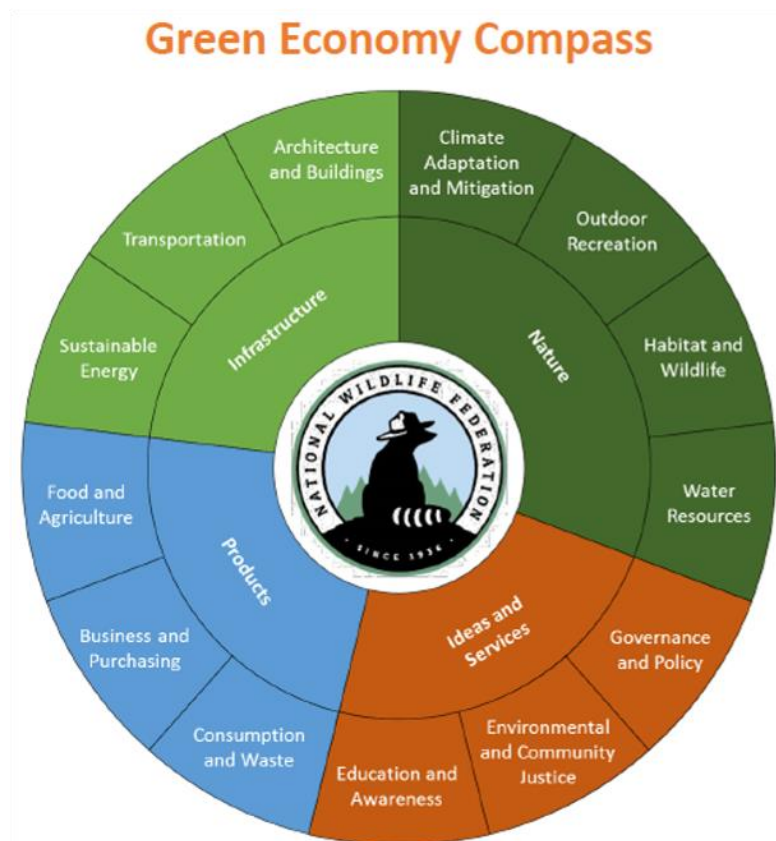 Green Economy Compass
Architecture
and Buildings
Climate
Adaptation
and Mitigation
Transportation
Outdoor
Recreation
Infrastructure
Nature
Sustainable
Energy
Habitat and
Wildlife
NATIONAL WILDLIFE FEDERATION
· SINCE 1936 ·
Food and
Agriculture
Water
Resources
Products
Ideas and
Services
Business and
Purchasing
Governance
and Policy
Consumption
and Waste
Education and
Awareness
Environmental
and Community
Justice